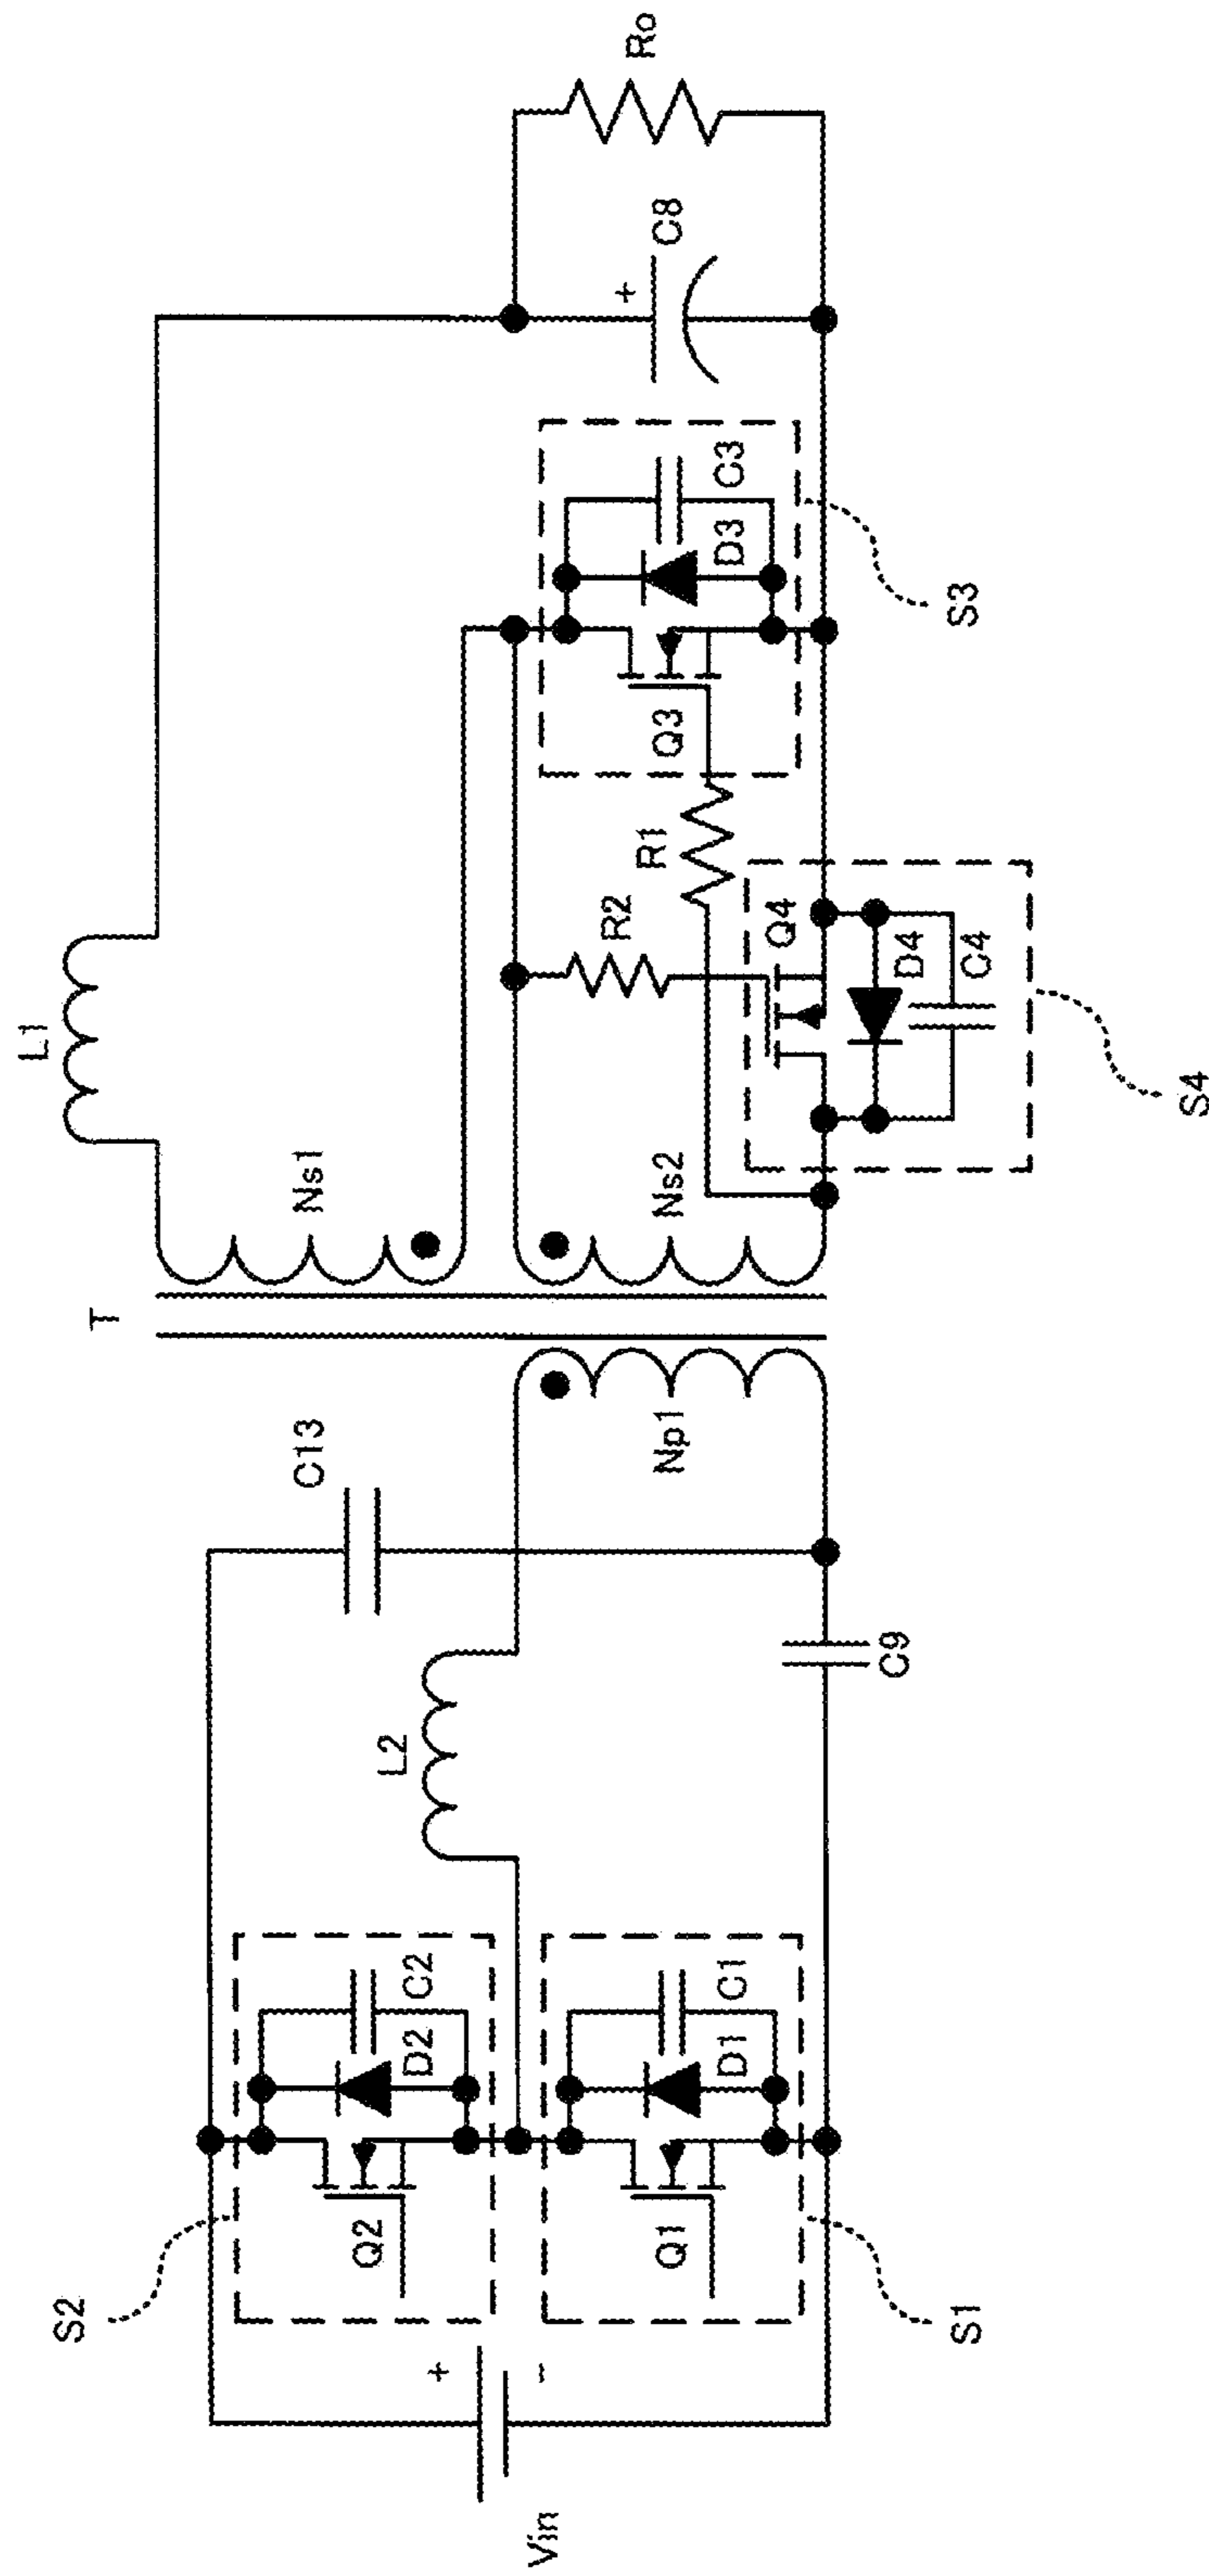 L1
T
Ns1
Ro
C8
+
C3
D3
Q3
S3
R1
R2
Q4
D4
C4
S4
Ns2
Np1
C13
L2
C9
S2
C2
D2
Q2
C1
D1
Q1
S1
+
-
Vin